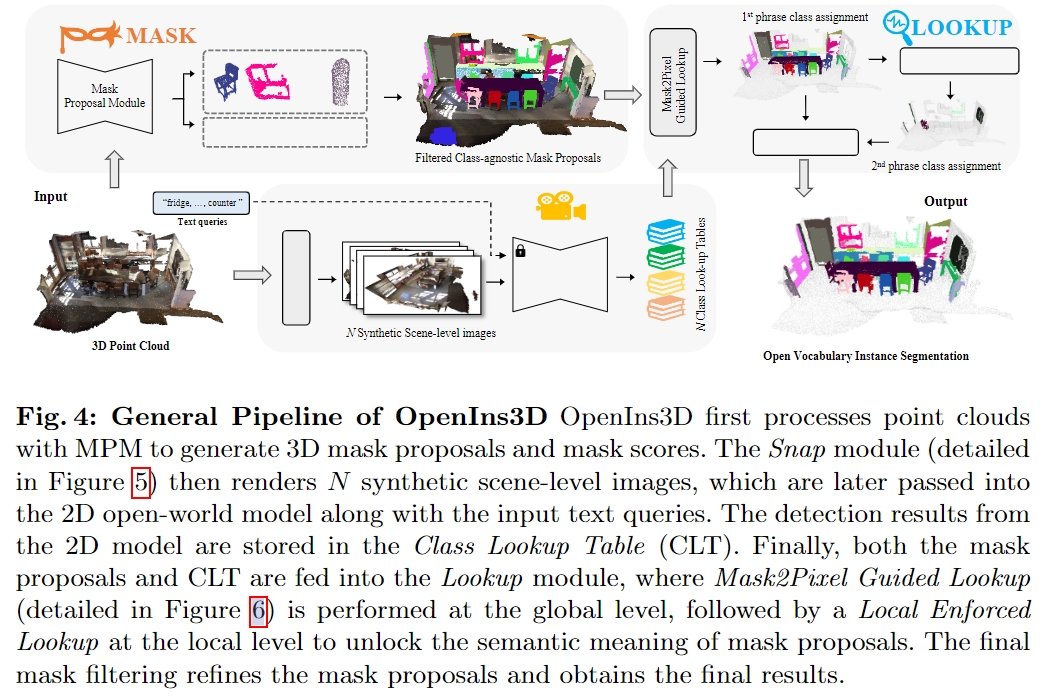 MASK
Mask
Proposal Module
Filtered Class-agnostic Mask Proposals
Mask2Pixel
Guided Lookup
1st phrase class assignment
LOOKUP
2nd phrase class assignment
Input
"fridge, ..., counter "
Text queries
3D Point Cloud
N Synthetic Scene-level images
N Class Look-up Tables
Output
Open Vocabulary Instance Segmentation
Fig. 4: General Pipeline of OpenIns3D OpenIns3D first processes point clouds
with MPM to generate 3D mask proposals and mask scores. The Snap module (detailed
in Figure 5) then renders N synthetic scene-level images, which are later passed into
the 2D open-world model along with the input text queries. The detection results from
the 2D model are stored in the Class Lookup Table (CLT). Finally, both the mask
proposals and CLT are fed into the Lookup module, where Mask2Pixel Guided Lookup
(detailed in Figure 6) is performed at the global level, followed by a Local Enforced
Lookup at the local level to unlock the semantic meaning of mask proposals. The final
mask filtering refines the mask proposals and obtains the final results.